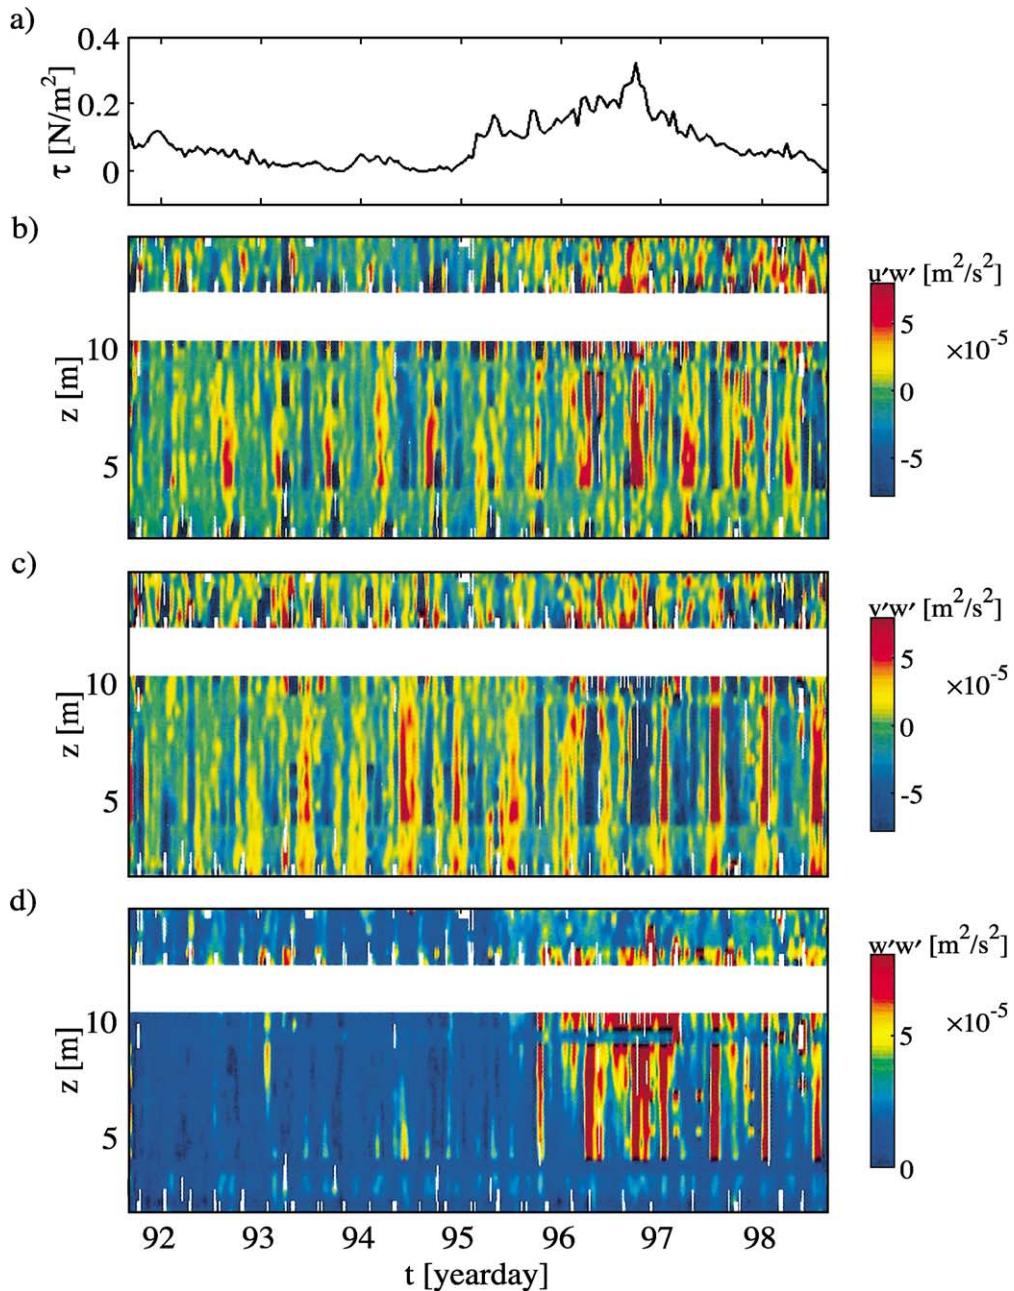 a)
0.4
0.2
0
τ [N/m²]
b)
10
5
z [m]
u'w' [m²/s²]
5
×10⁻⁵
0
-5
c)
10
5
z [m]
v'w' [m²/s²]
5
×10⁻⁵
0
-5
d)
10
5
z [m]
w'w' [m²/s²]
5
×10⁻⁵
0
92 93 94 95 96 97 98
t [yearday]